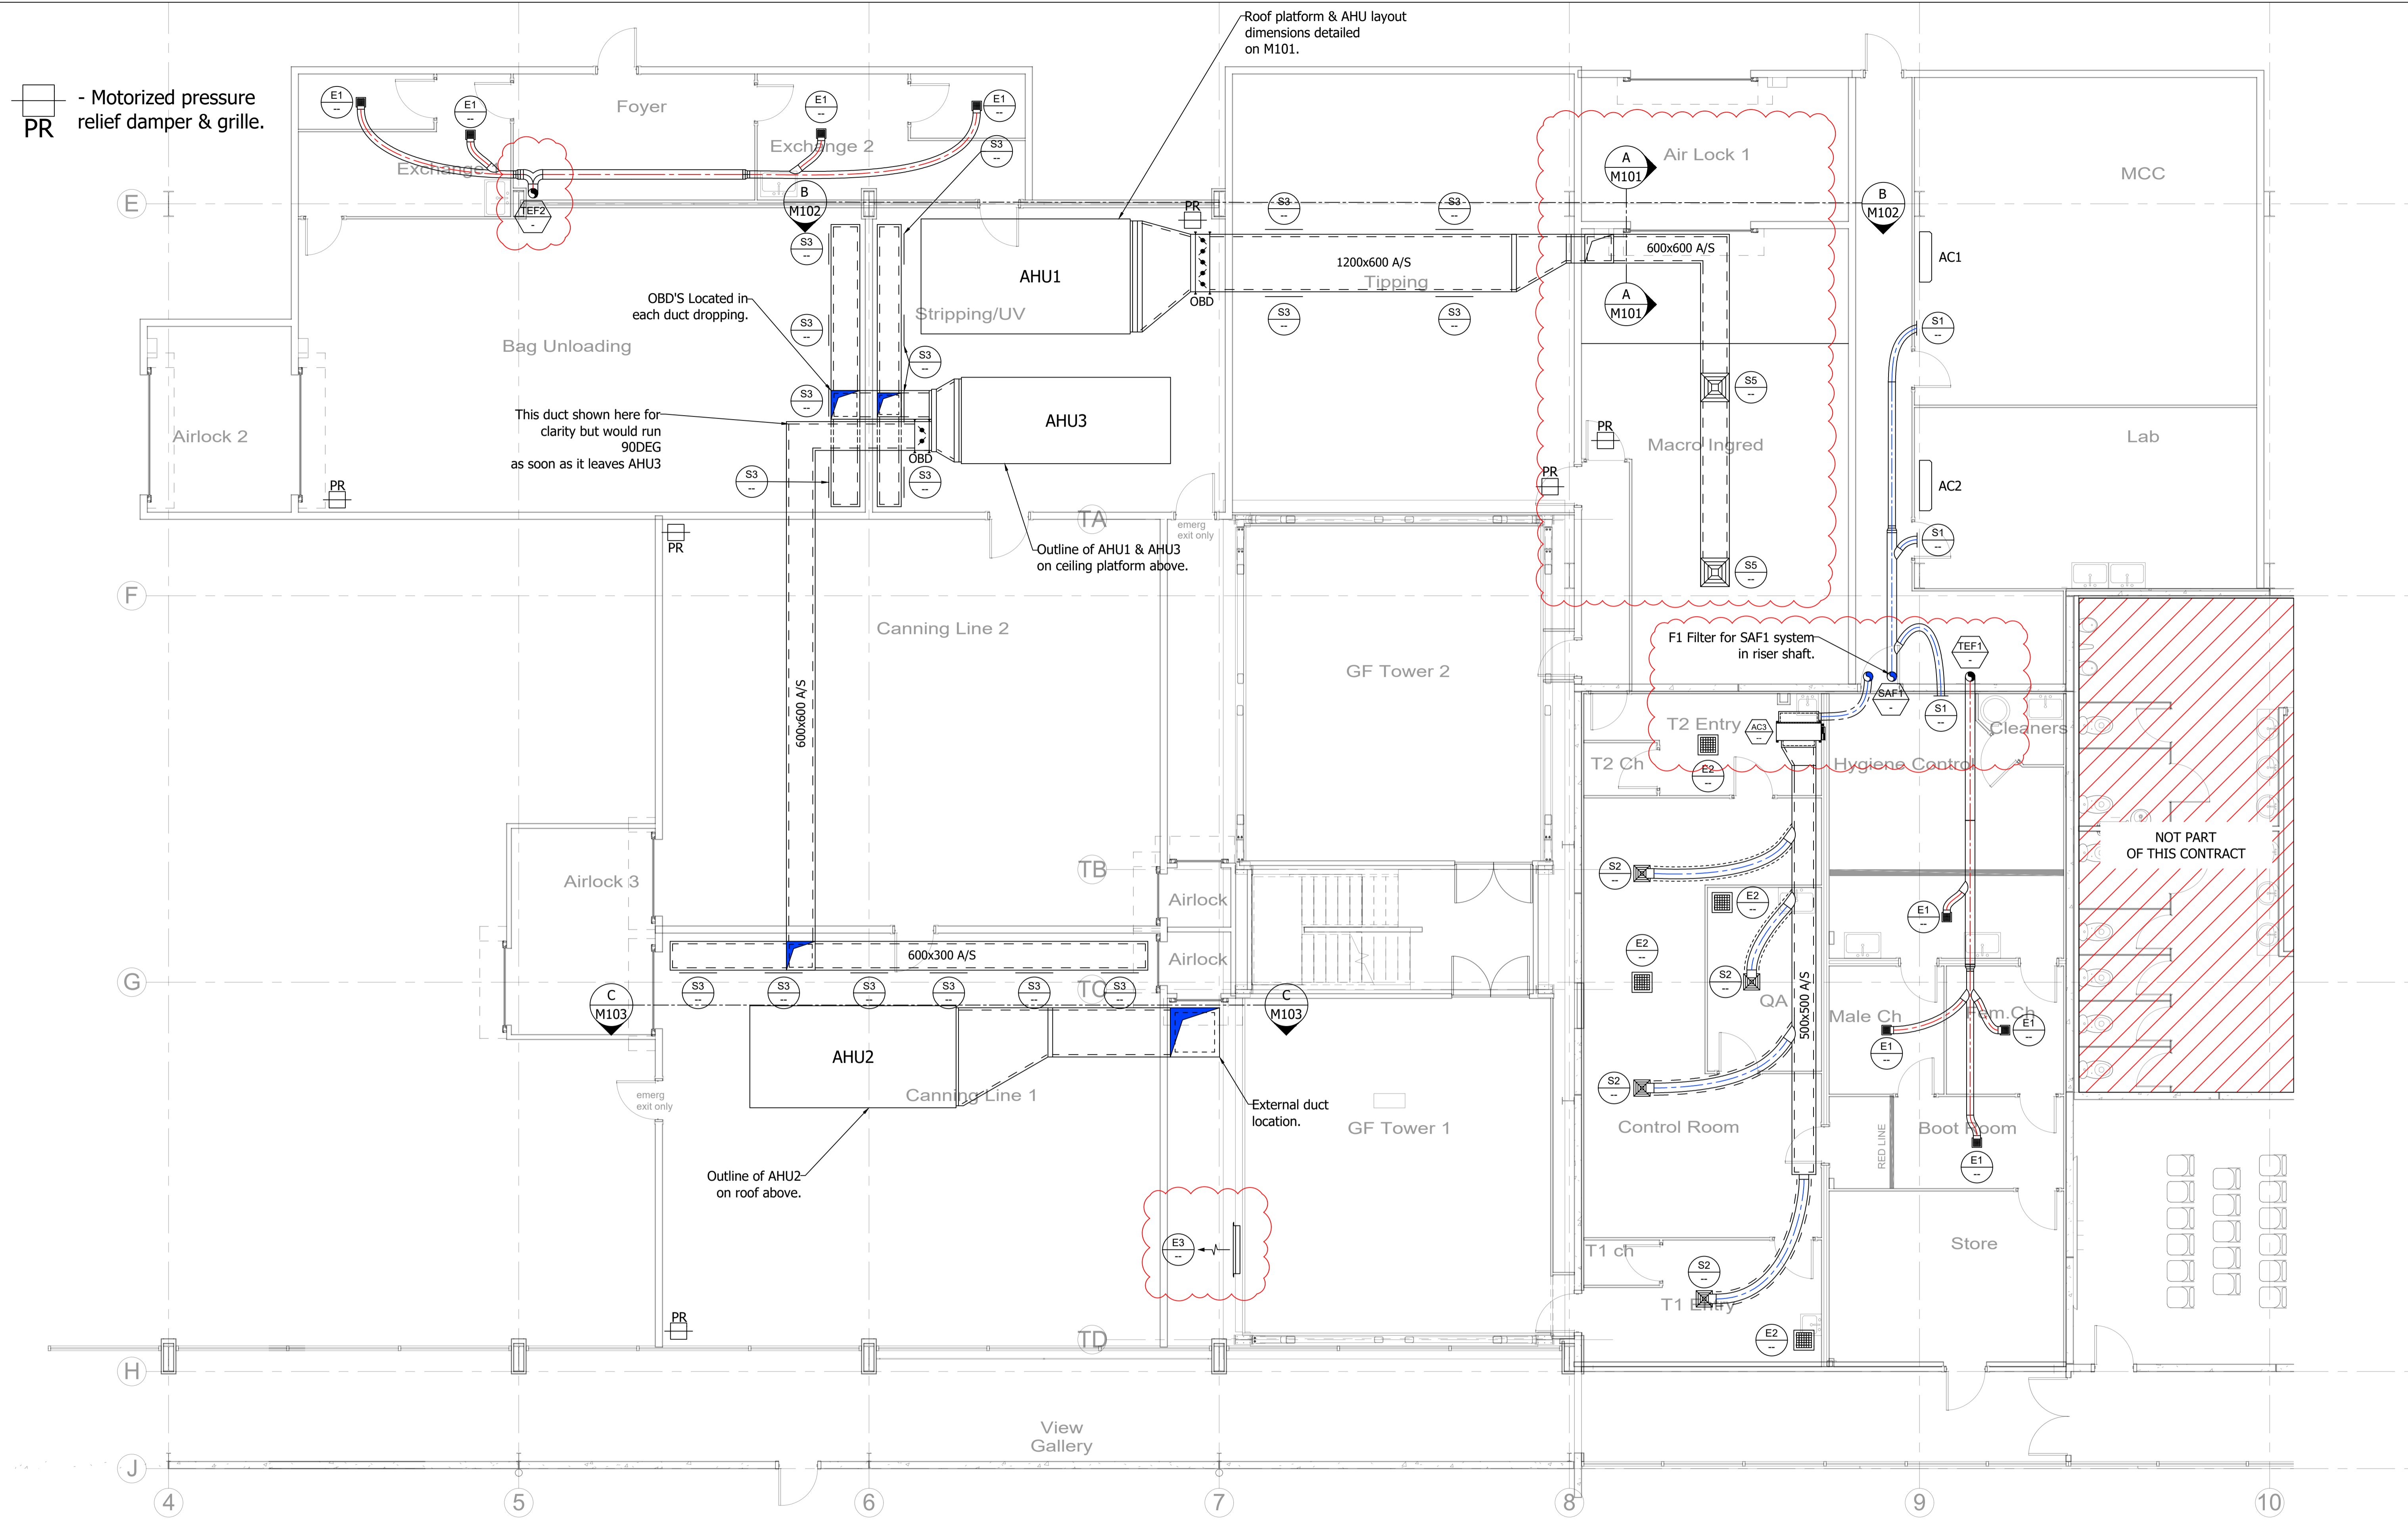 Roof platform & AHU layout
dimensions detailed
on M101.
- Motorized pressure
relief damper & grille.
PR
E1
--
E1
--
E1
--
E1
--
Foyer
Exchange 2
Exchange
S3
--
TEF2
-
E
B
M102
PR
S3
--
S3
--
A
M101
Air Lock 1
MCC
B
M102
S3
--
AHU1
1200x600 A/S
Tipping
600x600 A/S
AC1
OBD
OBD'S Located in
each duct dropping.
Stripping/UV
S3
--
S3
--
S3
--
A
M101
S1
--
Bag Unloading
S3
--
S3
--
S5
--
This duct shown here for
clarity but would run
90DEG
as soon as it leaves AHU3
AHU3
OBD
Airlock 2
PR
Macro Ingred
Lab
PR
S3
--
S3
--
PR
AC2
PR
TA
emerg
exit only
S1
--
Outline of AHU1 & AHU3
on ceiling platform above.
S5
--
F
Canning Line 2
F1 Filter for SAF1 system
in riser shaft.
TEF1
-
GF Tower 2
SAF1
-
S1
--
600x600 A/S
T2 Entry
AC3
--
Cleaners
T2 Ch
E2
--
Hygiene Control
NOT PART
OF THIS CONTRACT
Airlock 3
TB
S2
--
Airlock
E2
--
E1
--
600x300 A/S
Airlock
E2
--
G
S3
--
S3
--
S3
--
S3
--
S3
--
S3
--
TC
S2
--
QA
500x500 A/S
C
M103
C
M103
Male Ch
Fem.Ch
E1
--
E1
--
AHU2
Canning Line 1
S2
--
emerg
exit only
External duct
location.
GF Tower 1
Control Room
RED LINE
Boot Room
E1
--
Outline of AHU2
on roof above.
E3
--
T1 ch
Store
S2
--
T1 Entry
PR
TD
E2
--
H
View
Gallery
J
4
5
6
7
8
9
10